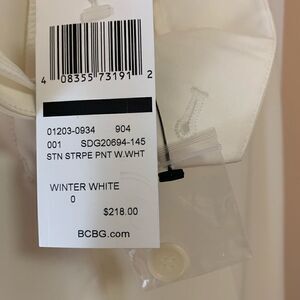 4 08355 73191 2
01203-0934 904
001 SDG20694-145
STN STRPE PNT W.WHT
WINTER WHITE
0
$218.00
BCBG.com